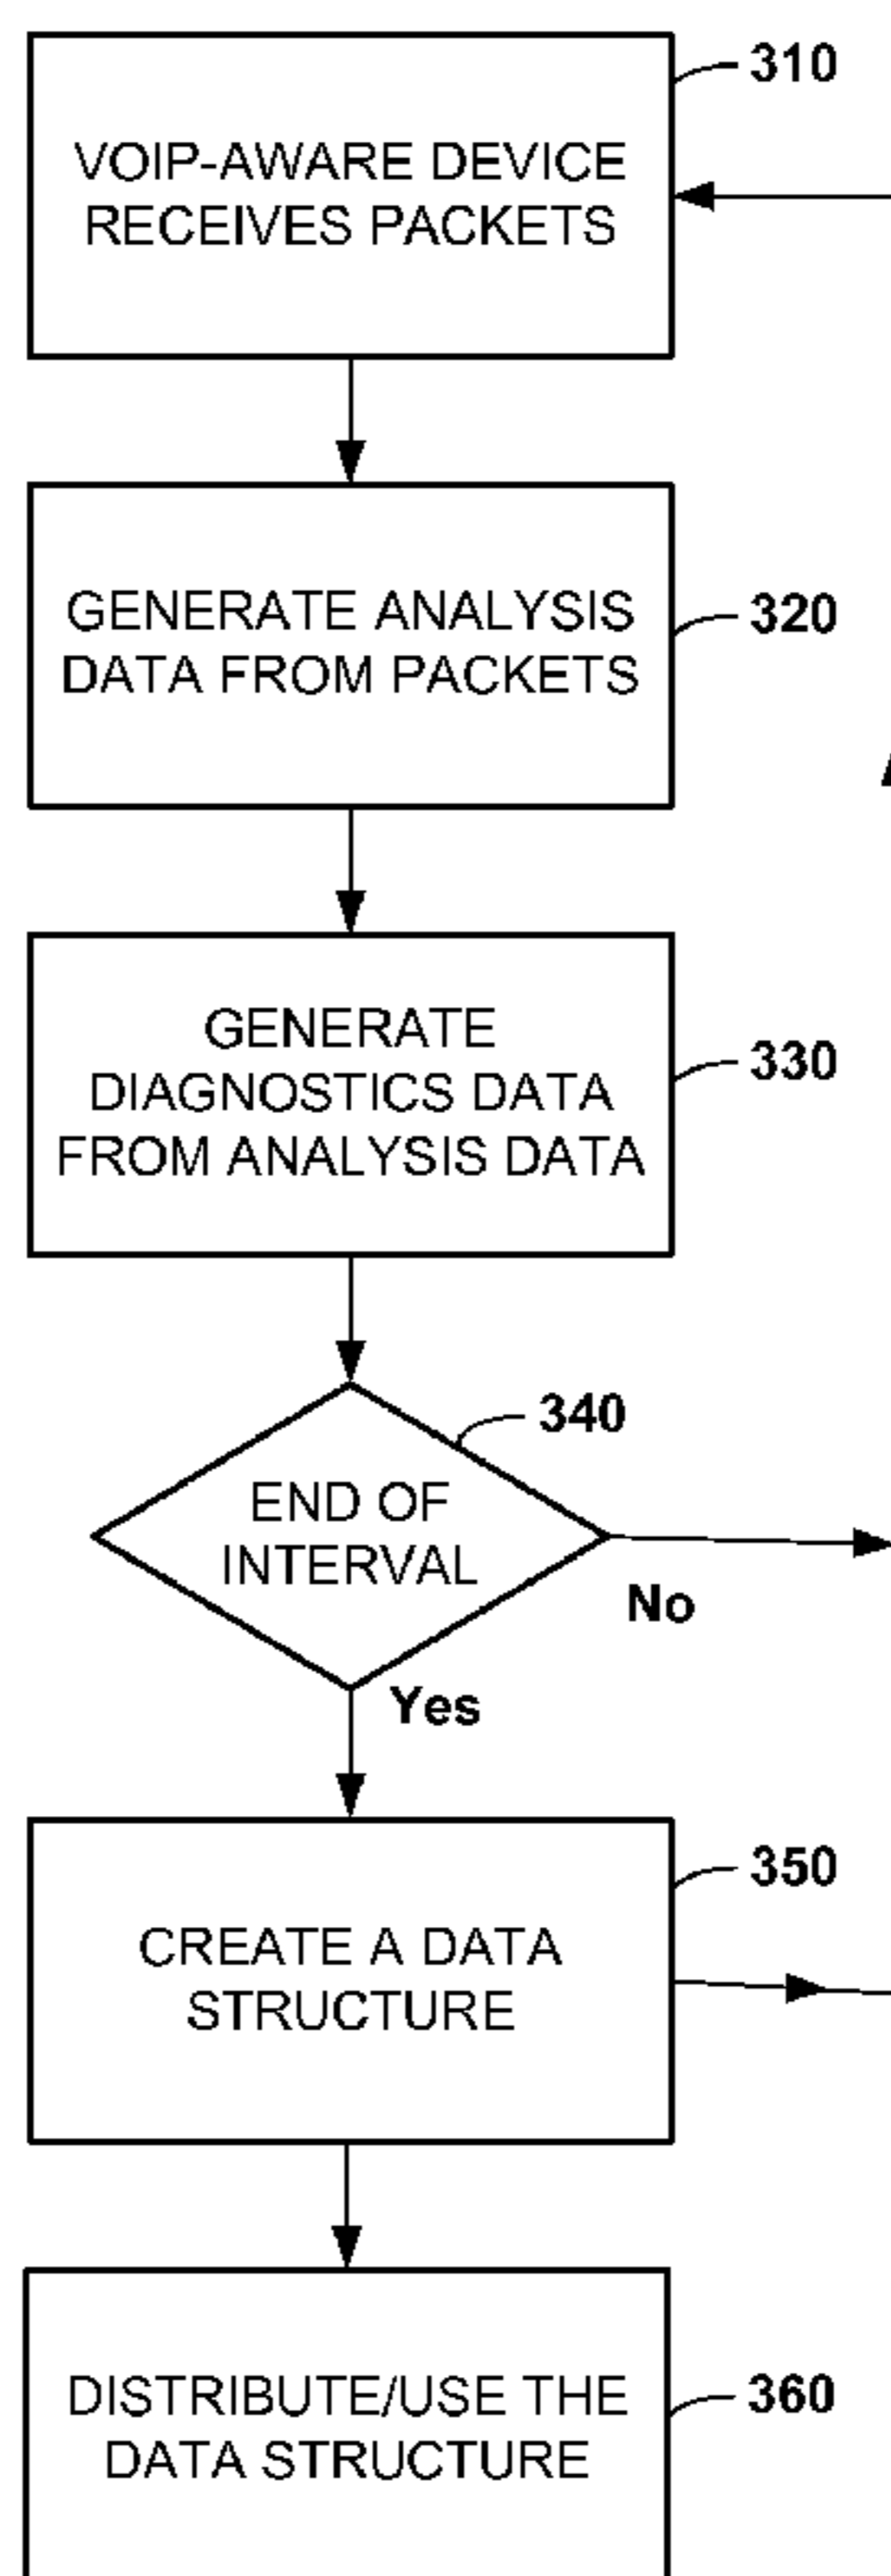 310
VOIP-AWARE DEVICE
RECEIVES PACKETS
GENERATE ANALYSIS
DATA FROM PACKETS
320
GENERATE
DIAGNOSTICS DATA
FROM ANALYSIS DATA
330
340
END OF
INTERVAL
No
Yes
350
CREATE A DATA
STRUCTURE
DISTRIBUTE/USE THE
DATA STRUCTURE
360